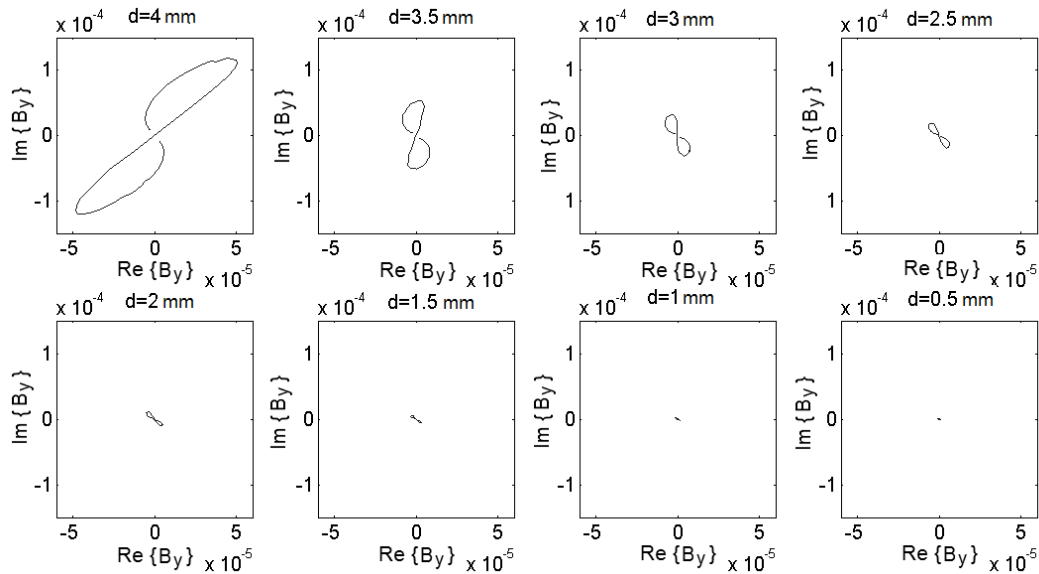 x 10-4 d=4 mm
x 10-4 d=3.5 mm
x 10-4 d=3 mm
x 10-4 d=2.5 mm
Im { By }
1
0
-1
-5 0 5
Re {By} x 10-5
Im { By }
1
0
-1
-5 0 5
Re {By} x 10-5
Im { By }
1
0
-1
-5 0 5
Re {By} x 10-5
Im { By }
1
0
-1
-5 0 5
Re {By} x 10-5
x 10-4 d=2 mm
x 10-4 d=1.5 mm
x 10-4 d=1 mm
x 10-4 d=0.5 mm
Im { By }
1
0
-1
-5 0 5
Re {By} x 10-5
Im { By }
1
0
-1
-5 0 5
Re {By} x 10-5
Im { By }
1
0
-1
-5 0 5
Re {By} x 10-5
Im { By }
1
0
-1
-5 0 5
Re {By} x 10-5